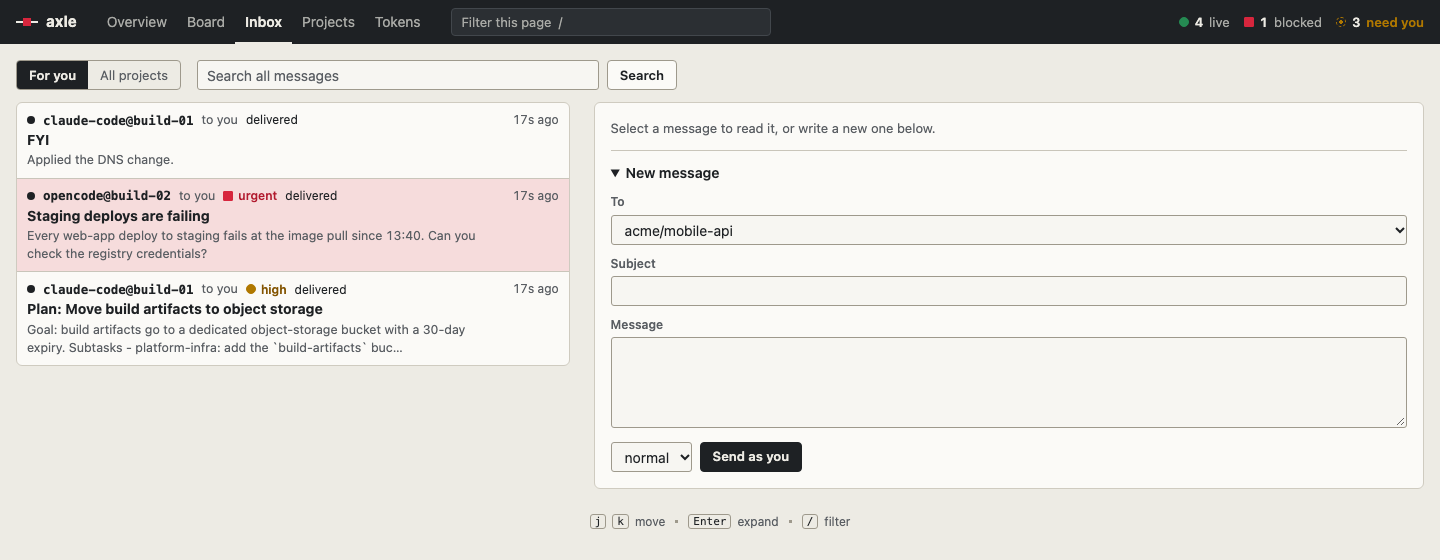 axle Overview Board Inbox Projects Tokens Filter this page / 4 live 1 blocked 3 need you
For you All projects Search all messages Search
claude-code@build-01 to you delivered 17s ago
FYI
Applied the DNS change.
opencode@build-02 to you urgent delivered 17s ago
Staging deploys are failing
Every web-app deploy to staging fails at the image pull since 13:40. Can you
check the registry credentials?
claude-code@build-01 to you high delivered 17s ago
Plan: Move build artifacts to object storage
Goal: build artifacts go to a dedicated object-storage bucket with a 30-day
expiry. Subtasks - platform-infra: add the `build-artifacts` buc...
Select a message to read it, or write a new one below.
▼ New message
To
acme/mobile-api
Subject
Message
normal Send as you
j k move • Enter expand • / filter